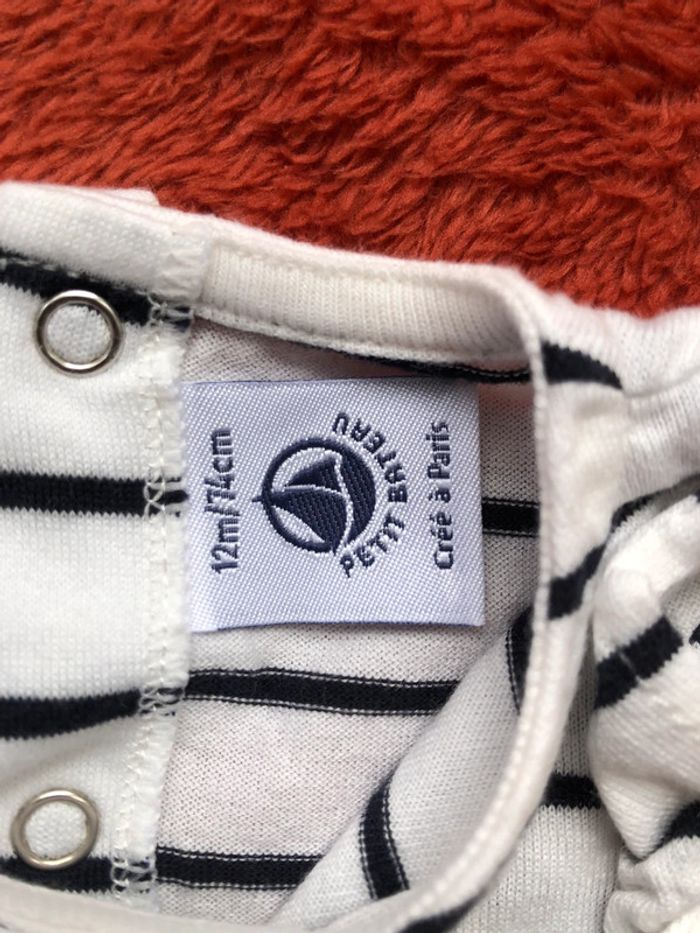 12m/74cm
PETIT BATEAU
Créé à Paris